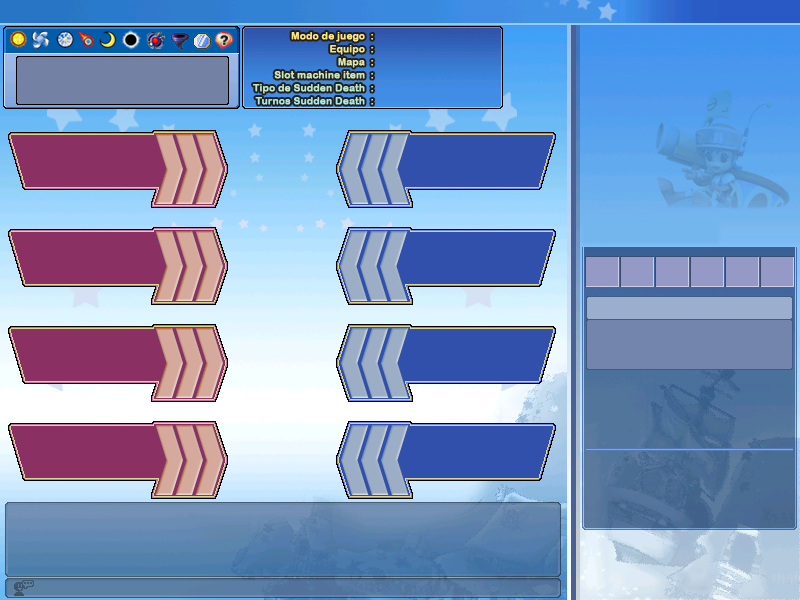 ?
Modo de juego :
Equipo :
Mapa :
Slot machine item :
Tipo de Sudden Death :
Turnos Sudden Death :